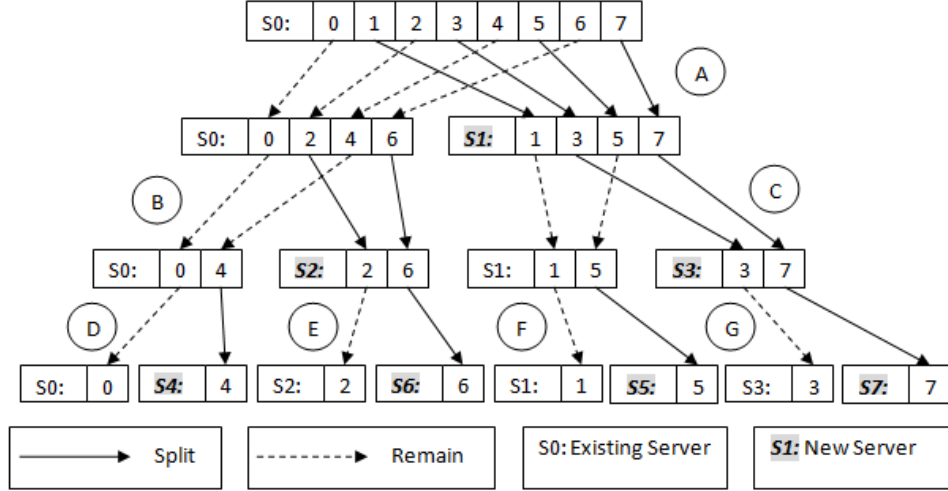 S0: 0 1 2 3 4 5 6 7
A
S0: 0 2 4 6 S1: 1 3 5 7
B C
S0: 0 4 S2: 2 6 S1: 1 5 S3: 3 7
D E F G
S0: 0 S4: 4 S2: 2 S6: 6 S1: 1 S5: 5 S3: 3 S7: 7
Split Remain S0: Existing Server S1: New Server